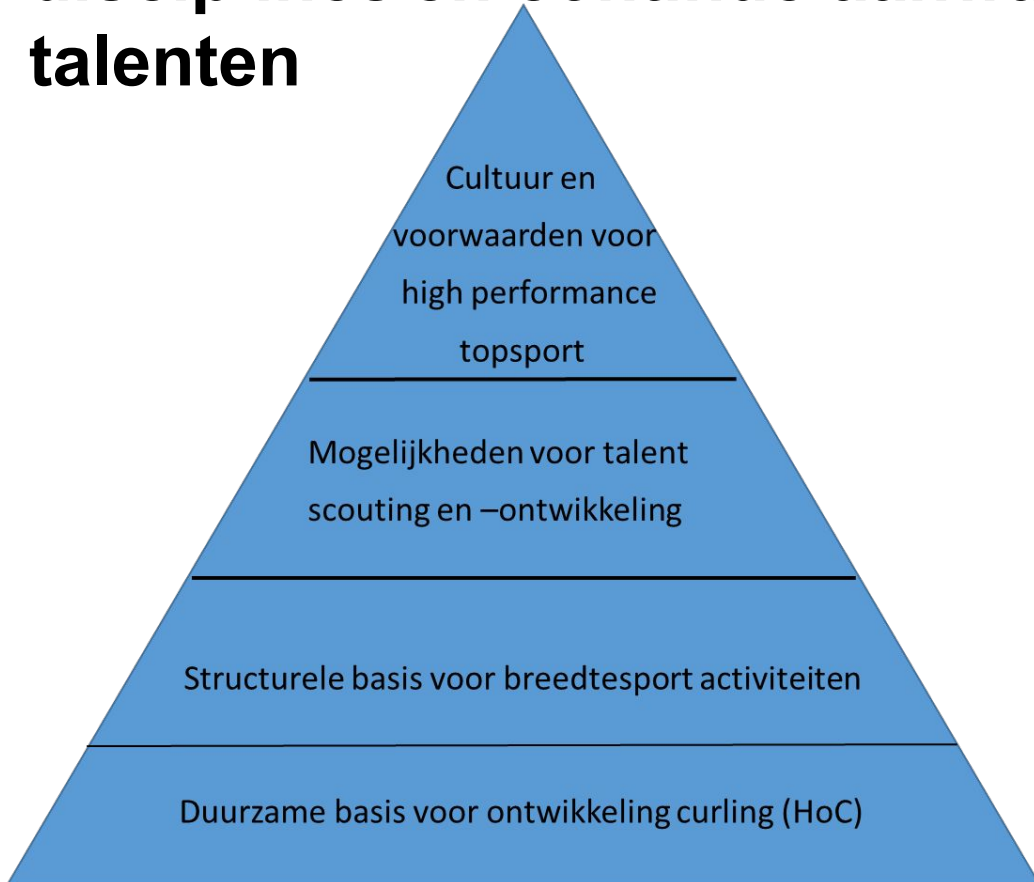 talenten
Cultuur en
voorwaarden voor
high performance
topsport
Mogelijkheden voor talent
scouting en –ontwikkeling
Structurele basis voor breedtesport activiteiten
Duurzame basis voor ontwikkeling curling (HoC)